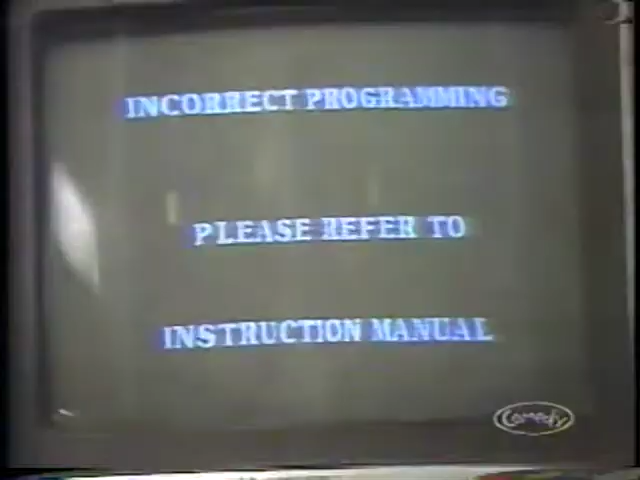 INCORRECT PROGRAMMING
PLEASE REFER TO
INSTRUCTION MANUAL
Comedy